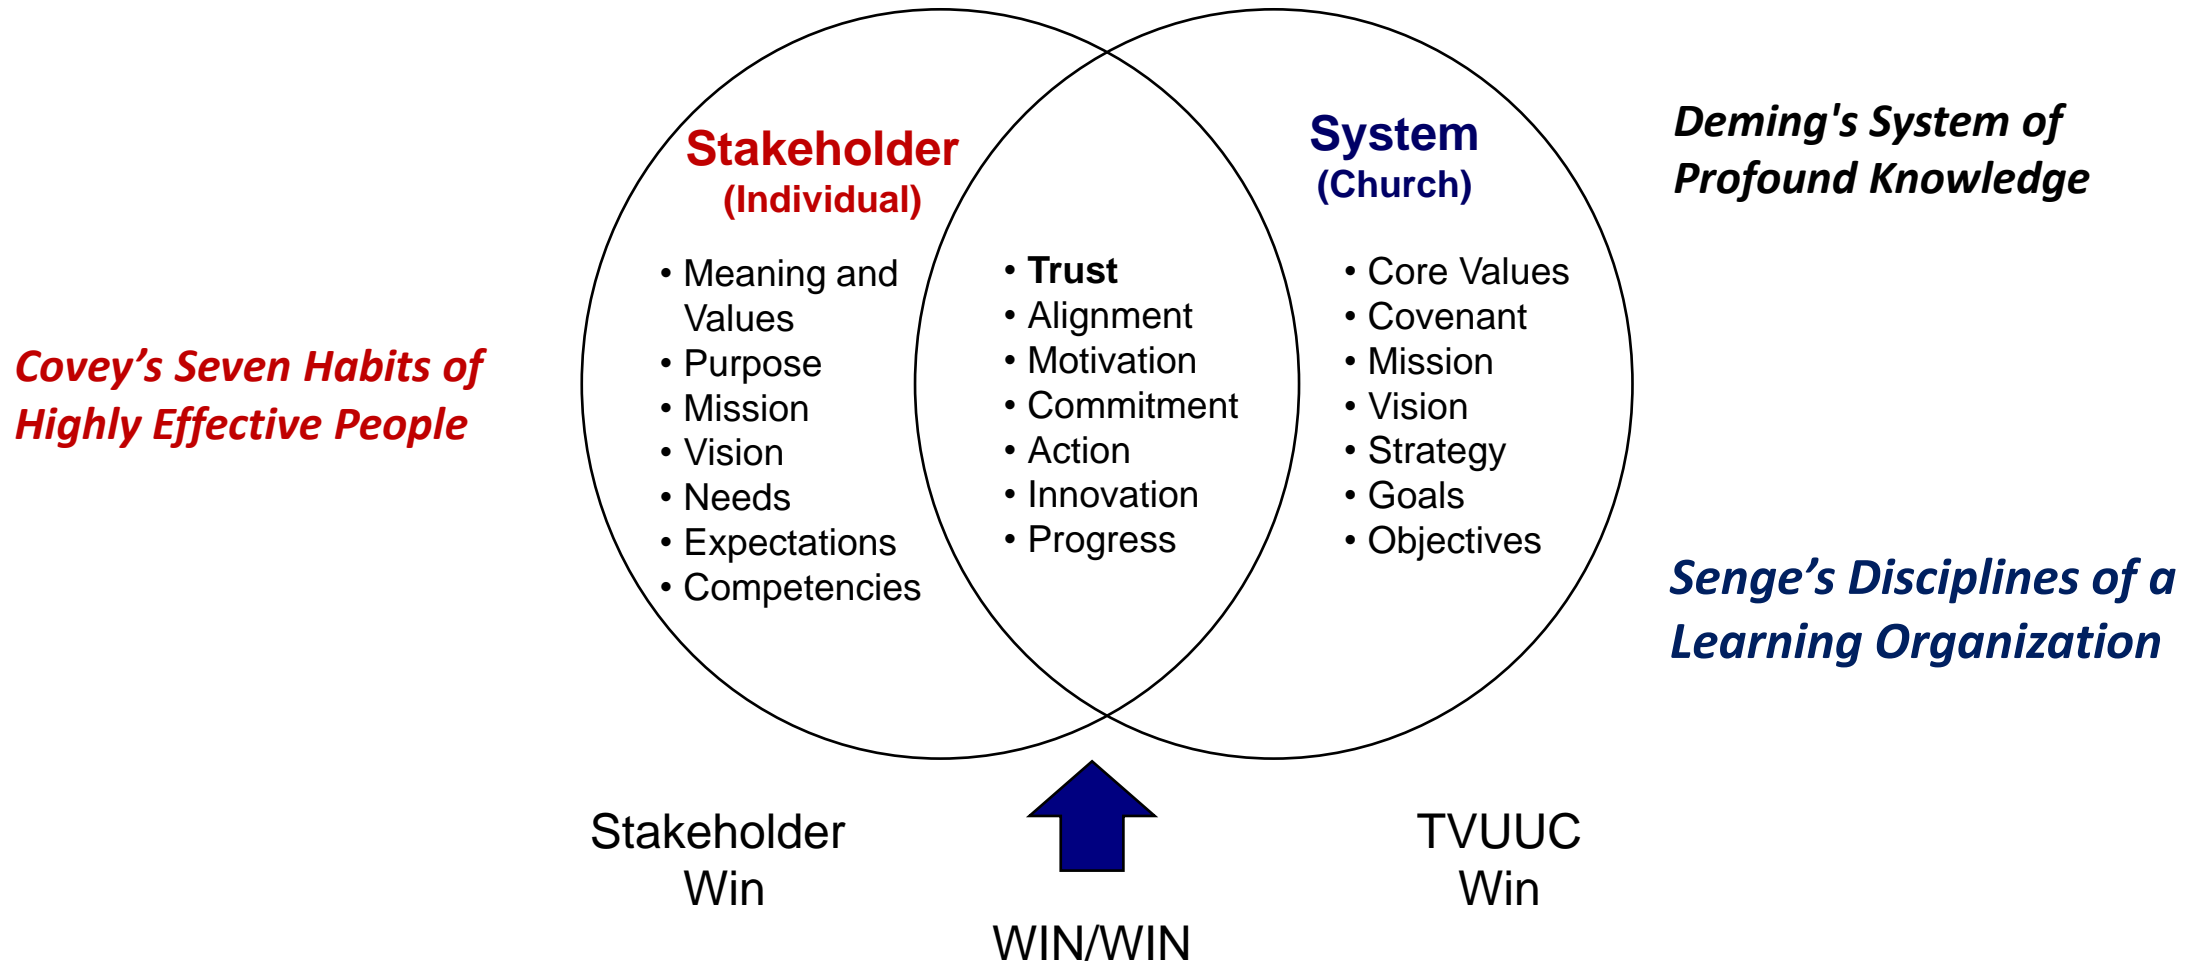 Covey’s Seven Habits of
Highly Effective People
Stakeholder
(Individual)
• Meaning and
Values
• Purpose
• Mission
• Vision
• Needs
• Expectations
• Competencies
• Trust
• Alignment
• Motivation
• Commitment
• Action
• Innovation
• Progress
System
(Church)
• Core Values
• Covenant
• Mission
• Vision
• Strategy
• Goals
• Objectives
Deming's System of
Profound Knowledge
Senge’s Disciplines of a
Learning Organization
Stakeholder
Win
WIN/WIN
TVUUC
Win